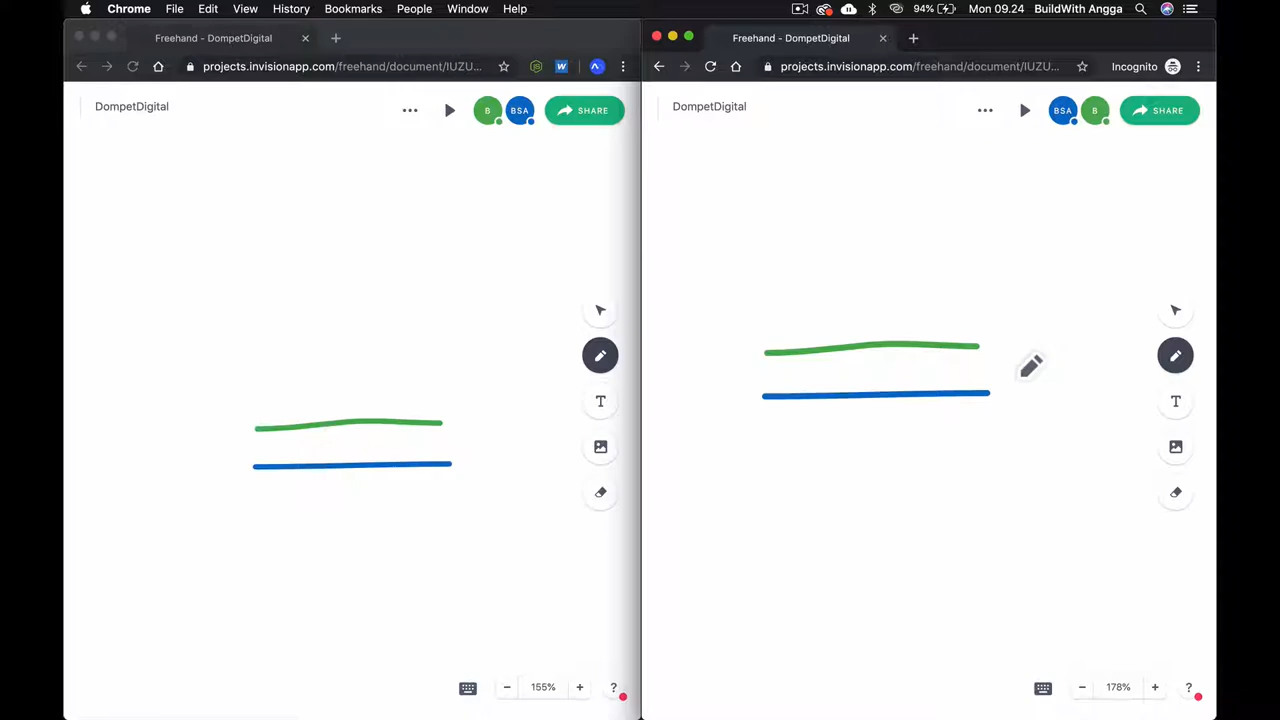 Chrome File Edit View History Bookmarks People Window Help 94% Mon 09.24 BuildWith Angga
Freehand - DompetDigital
projects.invisionapp.com/freehand/document/IUZU...
DompetDigital
B
BSA
SHARE
T
155%
?
Freehand - DompetDigital
projects.invisionapp.com/freehand/document/IUZU...
Incognito
DompetDigital
BSA
B
SHARE
T
178%
?